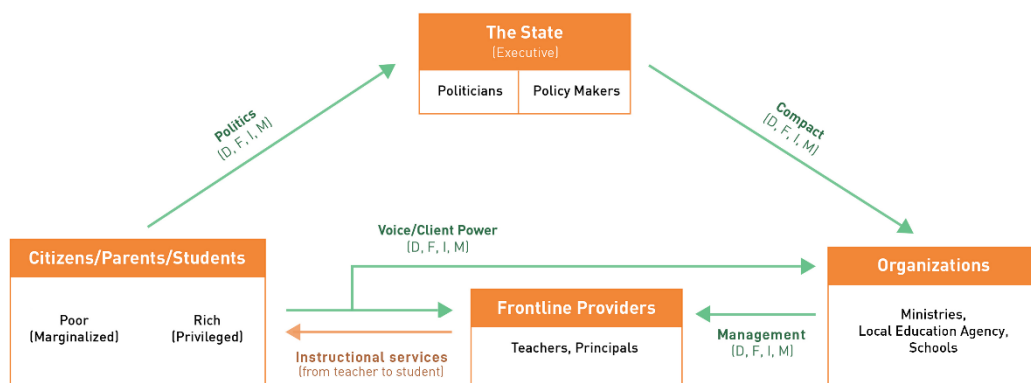 The State
(Executive)
Politicians
Policy Makers
Politics
(D, F, I, M)
Compact
(D, F, I, M)
Voice/Client Power
(D, F, I, M)
Citizens/Parents/Students
Poor
(Marginalized)
Rich
(Privileged)
Frontline Providers
Teachers, Principals
Organizations
Ministries,
Local Education Agency,
Schools
Management
(D, F, I, M)
Instructional services
(from teacher to student)